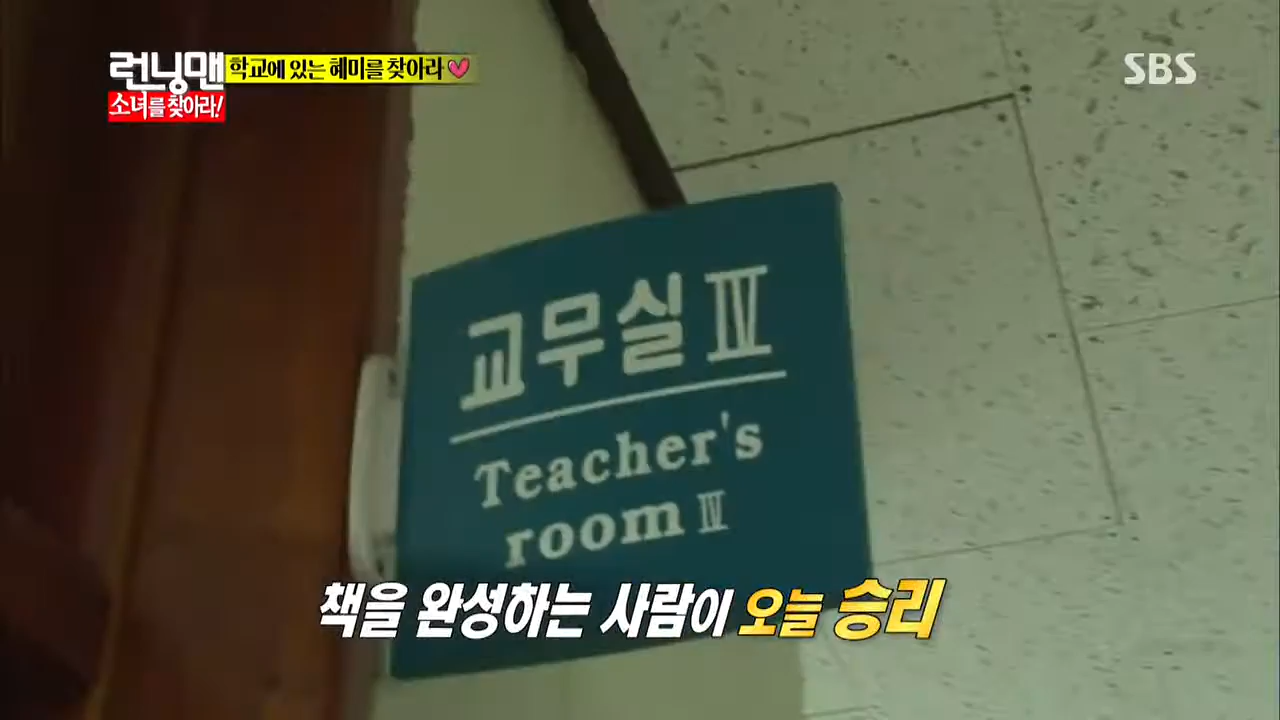 런닝맨 학교에 있는 혜미를 찾아라
소녀를 찾아라!
SBS
교무실 Ⅳ
Teacher's
room Ⅳ
책을 완성하는 사람이 오늘 승리